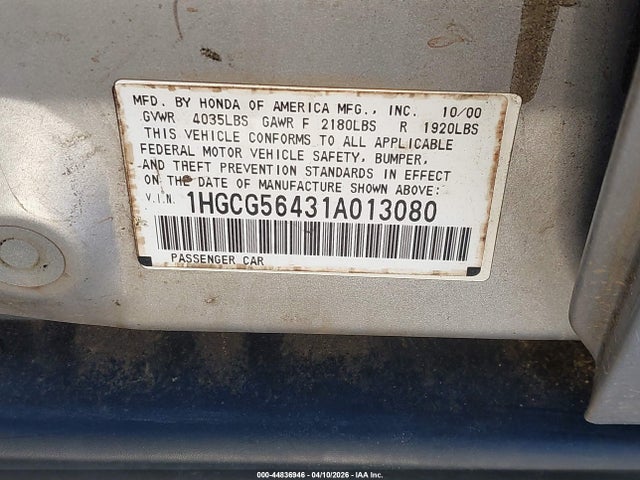 MFD. BY HONDA OF AMERICA MFG., INC. 10/00
GVWR 4035LBS GAWR F 2180LBS R 1920LBS
THIS VEHICLE CONFORMS TO ALL APPLICABLE
FEDERAL MOTOR VEHICLE SAFETY, BUMPER,
AND THEFT PREVENTION STANDARDS IN EFFECT
ON THE DATE OF MANUFACTURE SHOWN ABOVE:
V.I.N. 1HGCG56431A013080
H
PASSENGER CAR
000-44836946 - 04/10/2026 - IAA Inc.